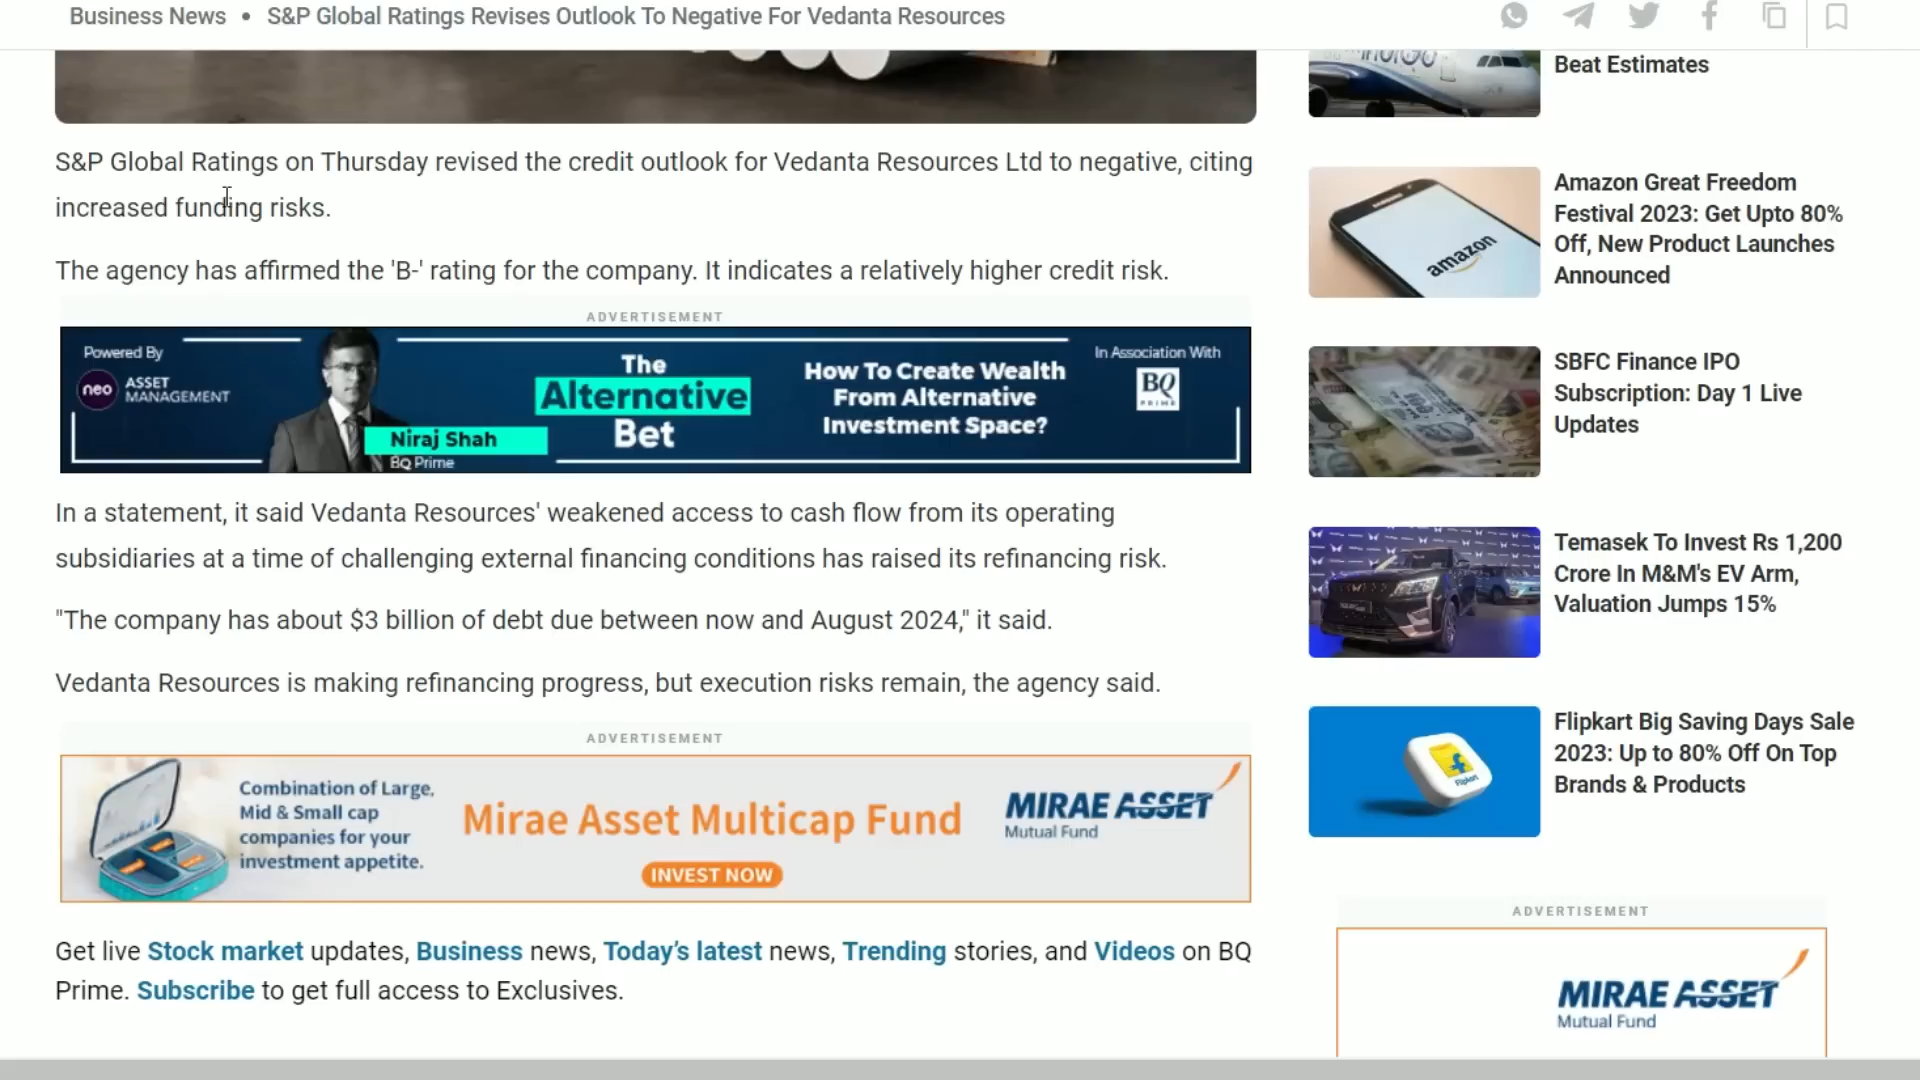 Business News • S&P Global Ratings Revises Outlook To Negative For Vedanta Resources
S&P Global Ratings on Thursday revised the credit outlook for Vedanta Resources Ltd to negative, citing
increased funding risks.
The agency has affirmed the 'B-' rating for the company. It indicates a relatively higher credit risk.
ADVERTISEMENT
Powered By
neo ASSET
MANAGEMENT
Niraj Shah
BQ Prime
The
Alternative
Bet
How To Create Wealth
From Alternative
Investment Space?
In Association With
BQ
PRIME
In a statement, it said Vedanta Resources' weakened access to cash flow from its operating
subsidiaries at a time of challenging external financing conditions has raised its refinancing risk.
"The company has about $3 billion of debt due between now and August 2024," it said.
Vedanta Resources is making refinancing progress, but execution risks remain, the agency said.
ADVERTISEMENT
Combination of Large,
Mid & Small cap
companies for your
investment appetite.
Mirae Asset Multicap Fund
INVEST NOW
MIRAE ASSET
Mutual Fund
Get live Stock market updates, Business news, Today's latest news, Trending stories, and Videos on BQ
Prime. Subscribe to get full access to Exclusives.
IndiGo
Beat Estimates
amazon
Amazon Great Freedom
Festival 2023: Get Upto 80%
Off, New Product Launches
Announced
SBFC Finance IPO
Subscription: Day 1 Live
Updates
Temasek To Invest Rs 1,200
Crore In M&M's EV Arm,
Valuation Jumps 15%
Flipkart
Flipkart Big Saving Days Sale
2023: Up to 80% Off On Top
Brands & Products
ADVERTISEMENT
MIRAE ASSET
Mutual Fund